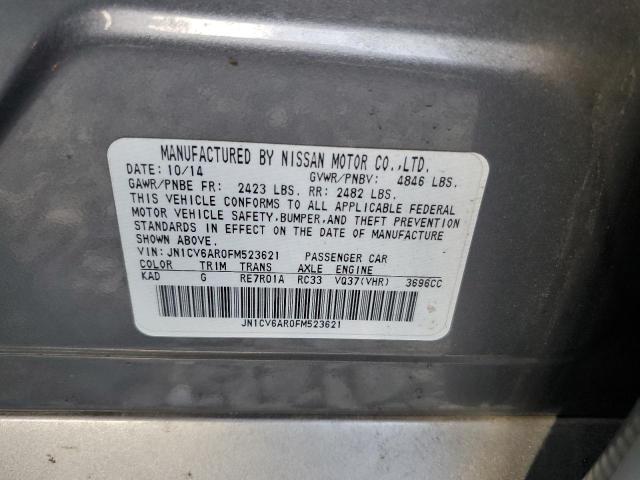 MANUFACTURED BY NISSAN MOTOR CO.,LTD.
DATE: 10/14 GVWR/PNBV: 4846 LBS.
GAWR/PNBE FR: 2423 LBS. RR: 2482 LBS.
THIS VEHICLE CONFORMS TO ALL APPLICABLE FEDERAL
MOTOR VEHICLE SAFETY,BUMPER,AND THEFT PREVENTION
STANDARDS IN EFFECT ON THE DATE OF MANUFACTURE
SHOWN ABOVE.
VIN: JN1CV6AR0FM523621 PASSENGER CAR
COLOR TRIM TRANS AXLE ENGINE
KAD G RE7R01A RC33 VQ37(VHR) 3696CC
JN1CV6AR0FM523621